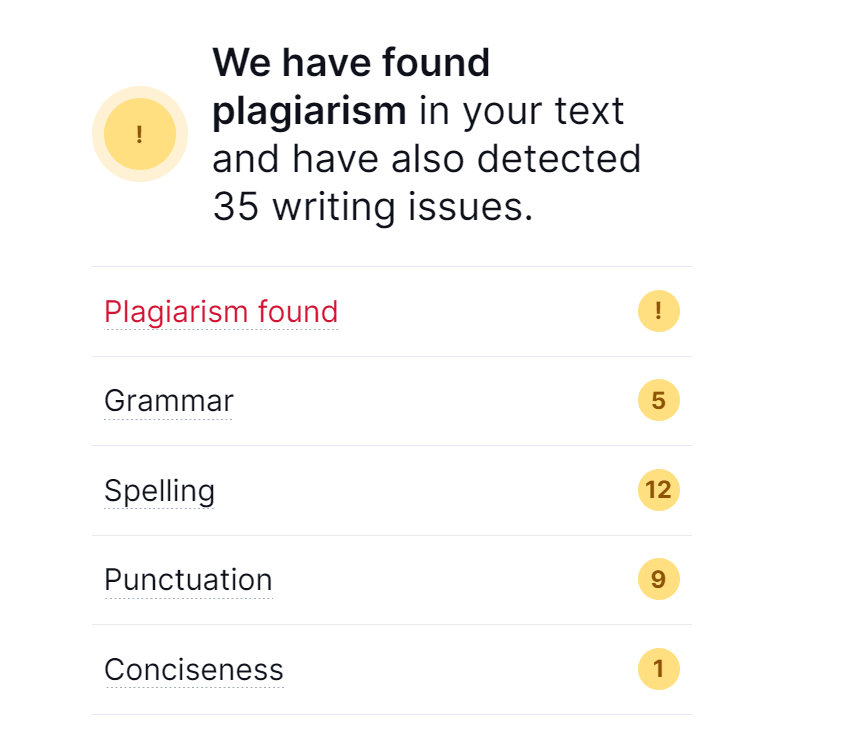 We have found
plagiarism in your text
and have also detected
35 writing issues.
!
Plagiarism found
!
Grammar
5
Spelling
12
Punctuation
9
Conciseness
1